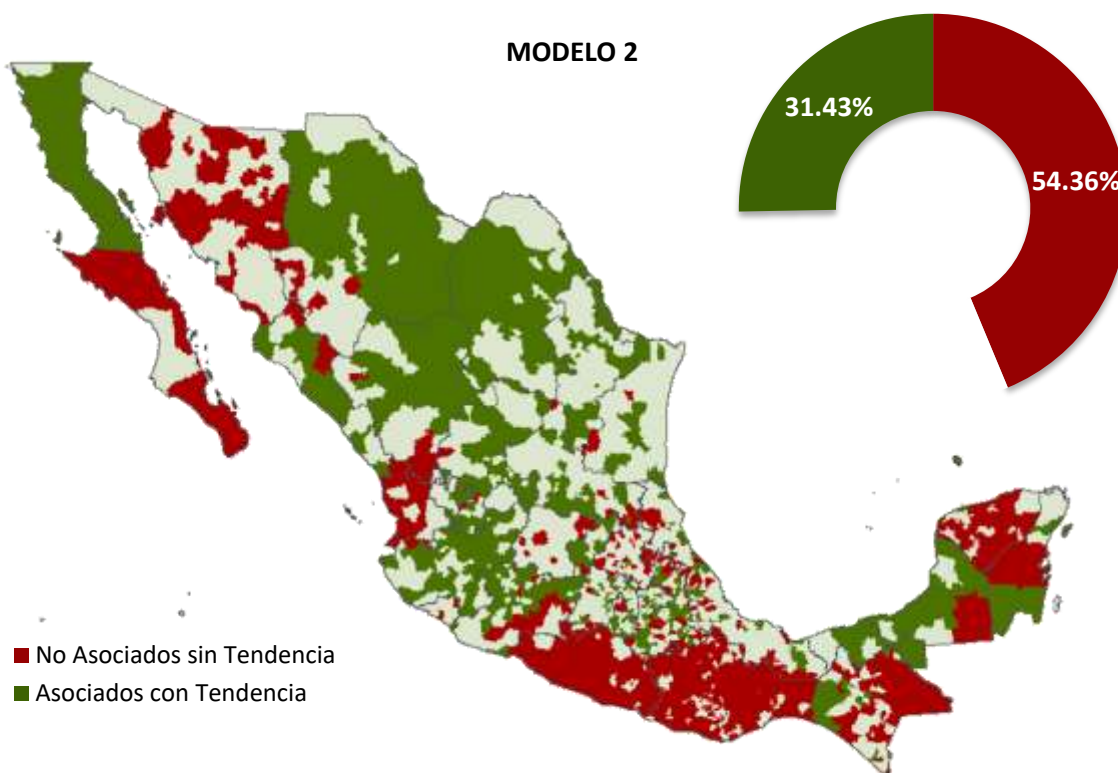 MODELO 2
31.43%
54.36%
No Asociados sin Tendencia
Asociados con Tendencia